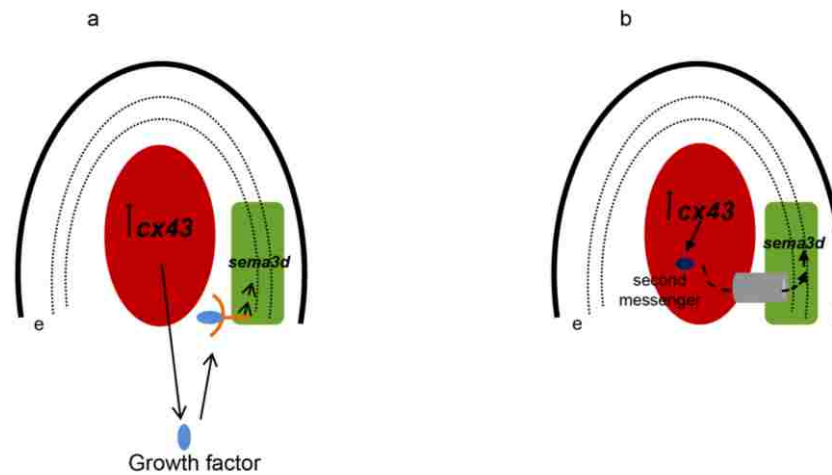 a
cx43
sema3d
e
Growth factor
b
cx43
sema3d
second
messenger
e